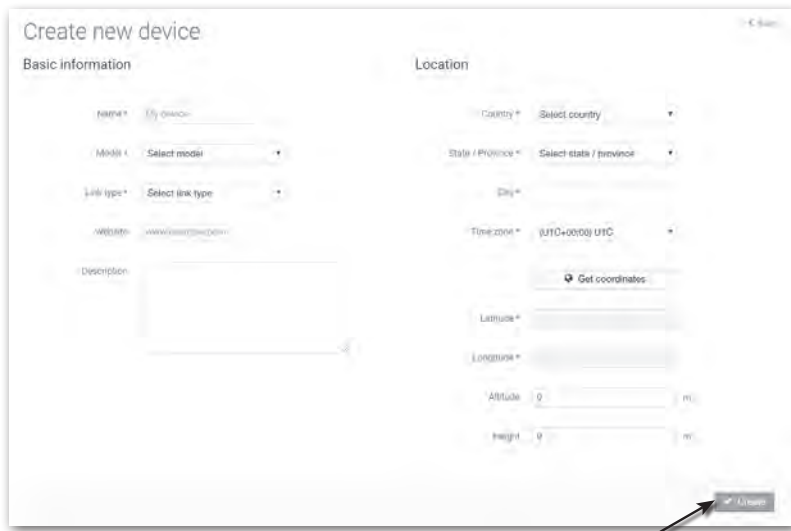 Create new device
Basic information
Name *
My device
Model *
Select model
Link type *
Select link type
Website
Description
Location
Country *
Select country
State / Province *
Select state / province
City *
Time zone *
(UTC+00:00) UTC
Get coordinates
Latitude *
Longitude *
Altitude
0
m
Height
0
m
Create